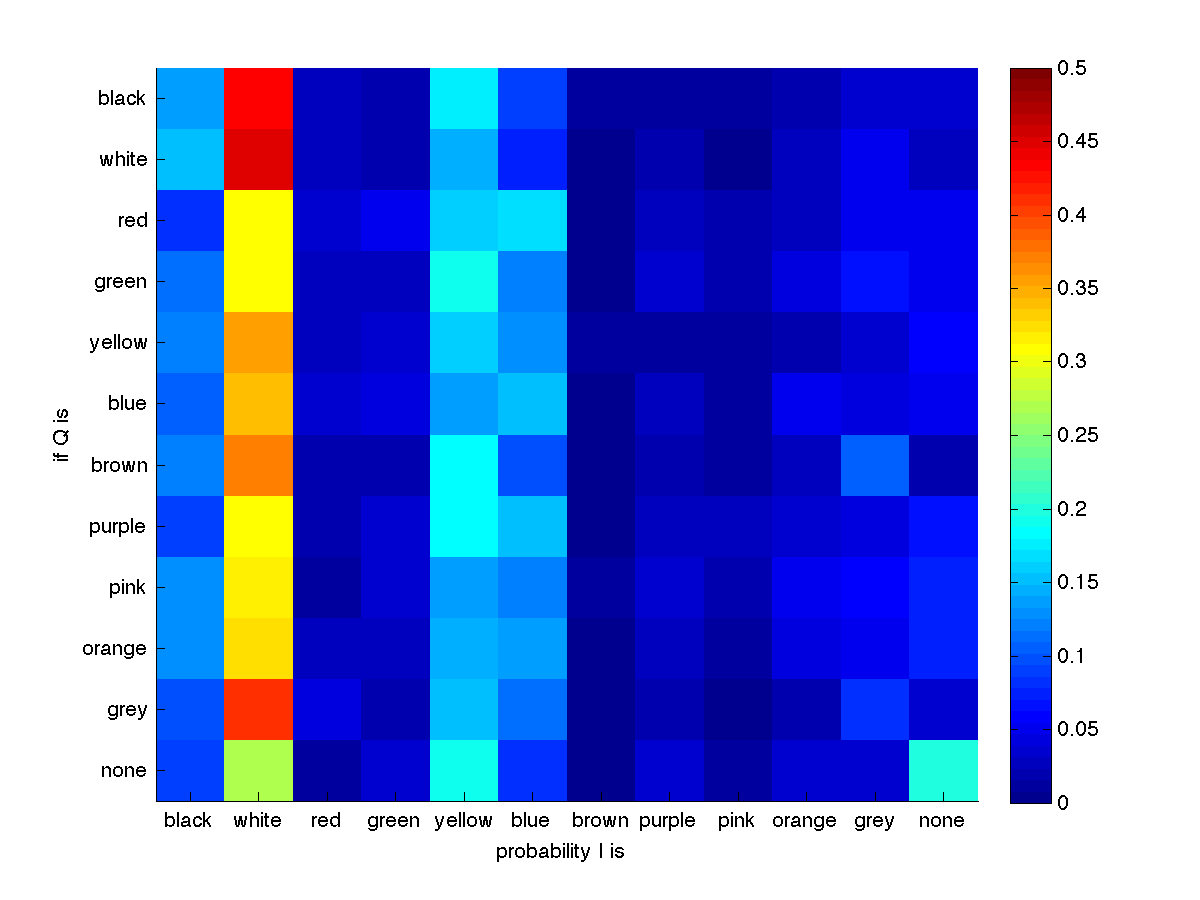 black
white
red
green
yellow
blue
brown
purple
pink
orange
grey
none
if Q is
black white red green yellow blue brown purple pink orange grey none
probability I is
0.5
0.45
0.4
0.35
0.3
0.25
0.2
0.15
0.1
0.05
0